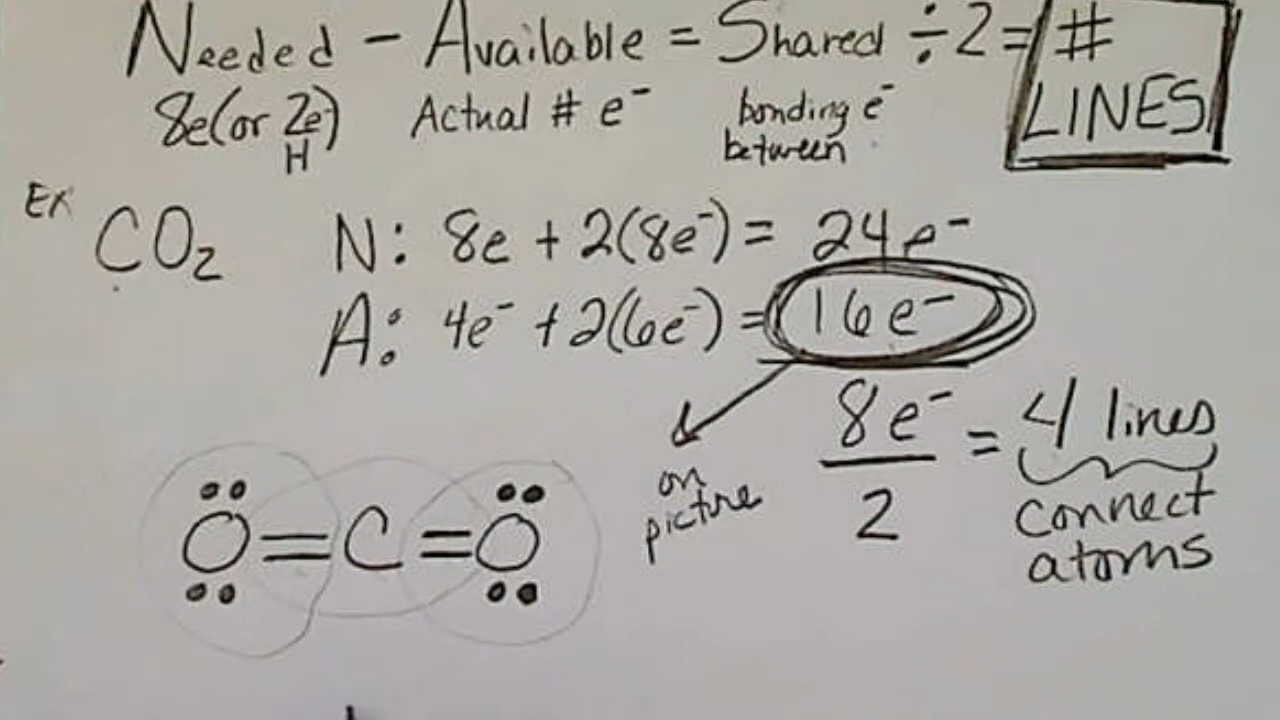 Needed - Available = Shared ÷ 2 = # LINES
8e(or 2e⁻) Actual # e⁻ bonding e⁻
H between
Ex CO₂ N: 8e + 2(8e⁻) = 24e⁻
A: 4e⁻ + 2(6e⁻) = 16e⁻
8e⁻ = 4 lines
2
on picture
connect atoms
O = C = O